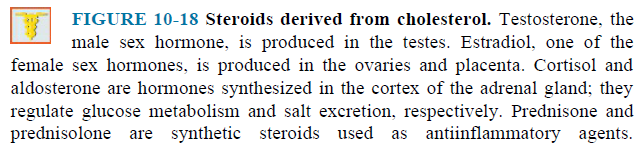 FIGURE 10-18 Steroids derived from cholesterol. Testosterone, the
male sex hormone, is produced in the testes. Estradiol, one of the
female sex hormones, is produced in the ovaries and placenta. Cortisol and
aldosterone are hormones synthesized in the cortex of the adrenal gland; they
regulate glucose metabolism and salt excretion, respectively. Prednisone and
prednisolone are synthetic steroids used as antiinflammatory agents.